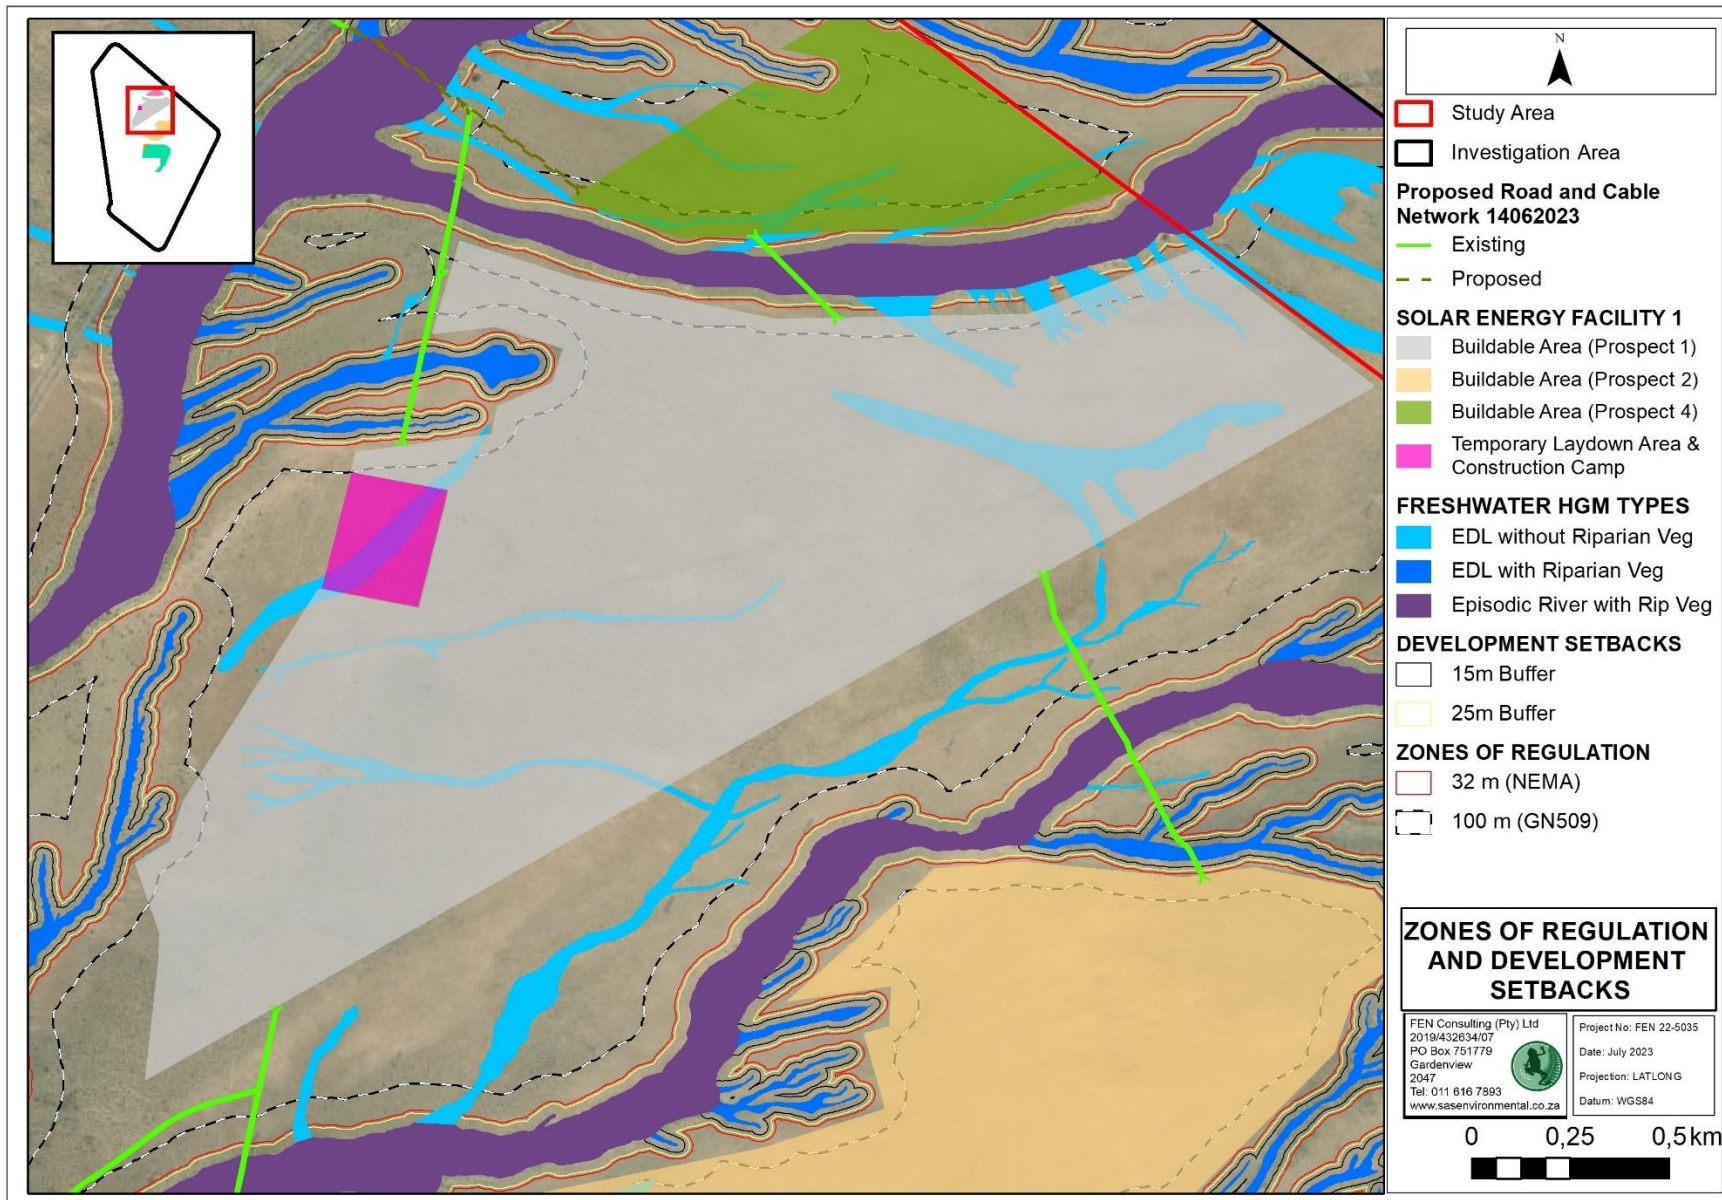 N
Study Area
Investigation Area
Proposed Road and Cable
Network 14062023
Existing
Proposed
SOLAR ENERGY FACILITY 1
Buildable Area (Prospect 1)
Buildable Area (Prospect 2)
Buildable Area (Prospect 4)
Temporary Laydown Area &
Construction Camp
FRESHWATER HGM TYPES
EDL without Riparian Veg
EDL with Riparian Veg
Episodic River with Rip Veg
DEVELOPMENT SETBACKS
15m Buffer
25m Buffer
ZONES OF REGULATION
32 m (NEMA)
100 m (GN509)
ZONES OF REGULATION
AND DEVELOPMENT
SETBACKS
FEN Consulting (Pty) Ltd
2019/432634/07
PO Box 751779
Gardenview
2047
Tel: 011 616 7893
www.sasenvironmental.co.za
Project No: FEN 22-5035
Date: July 2023
Projection: LATLONG
Datum: WGS84
0 0,25 0,5 km